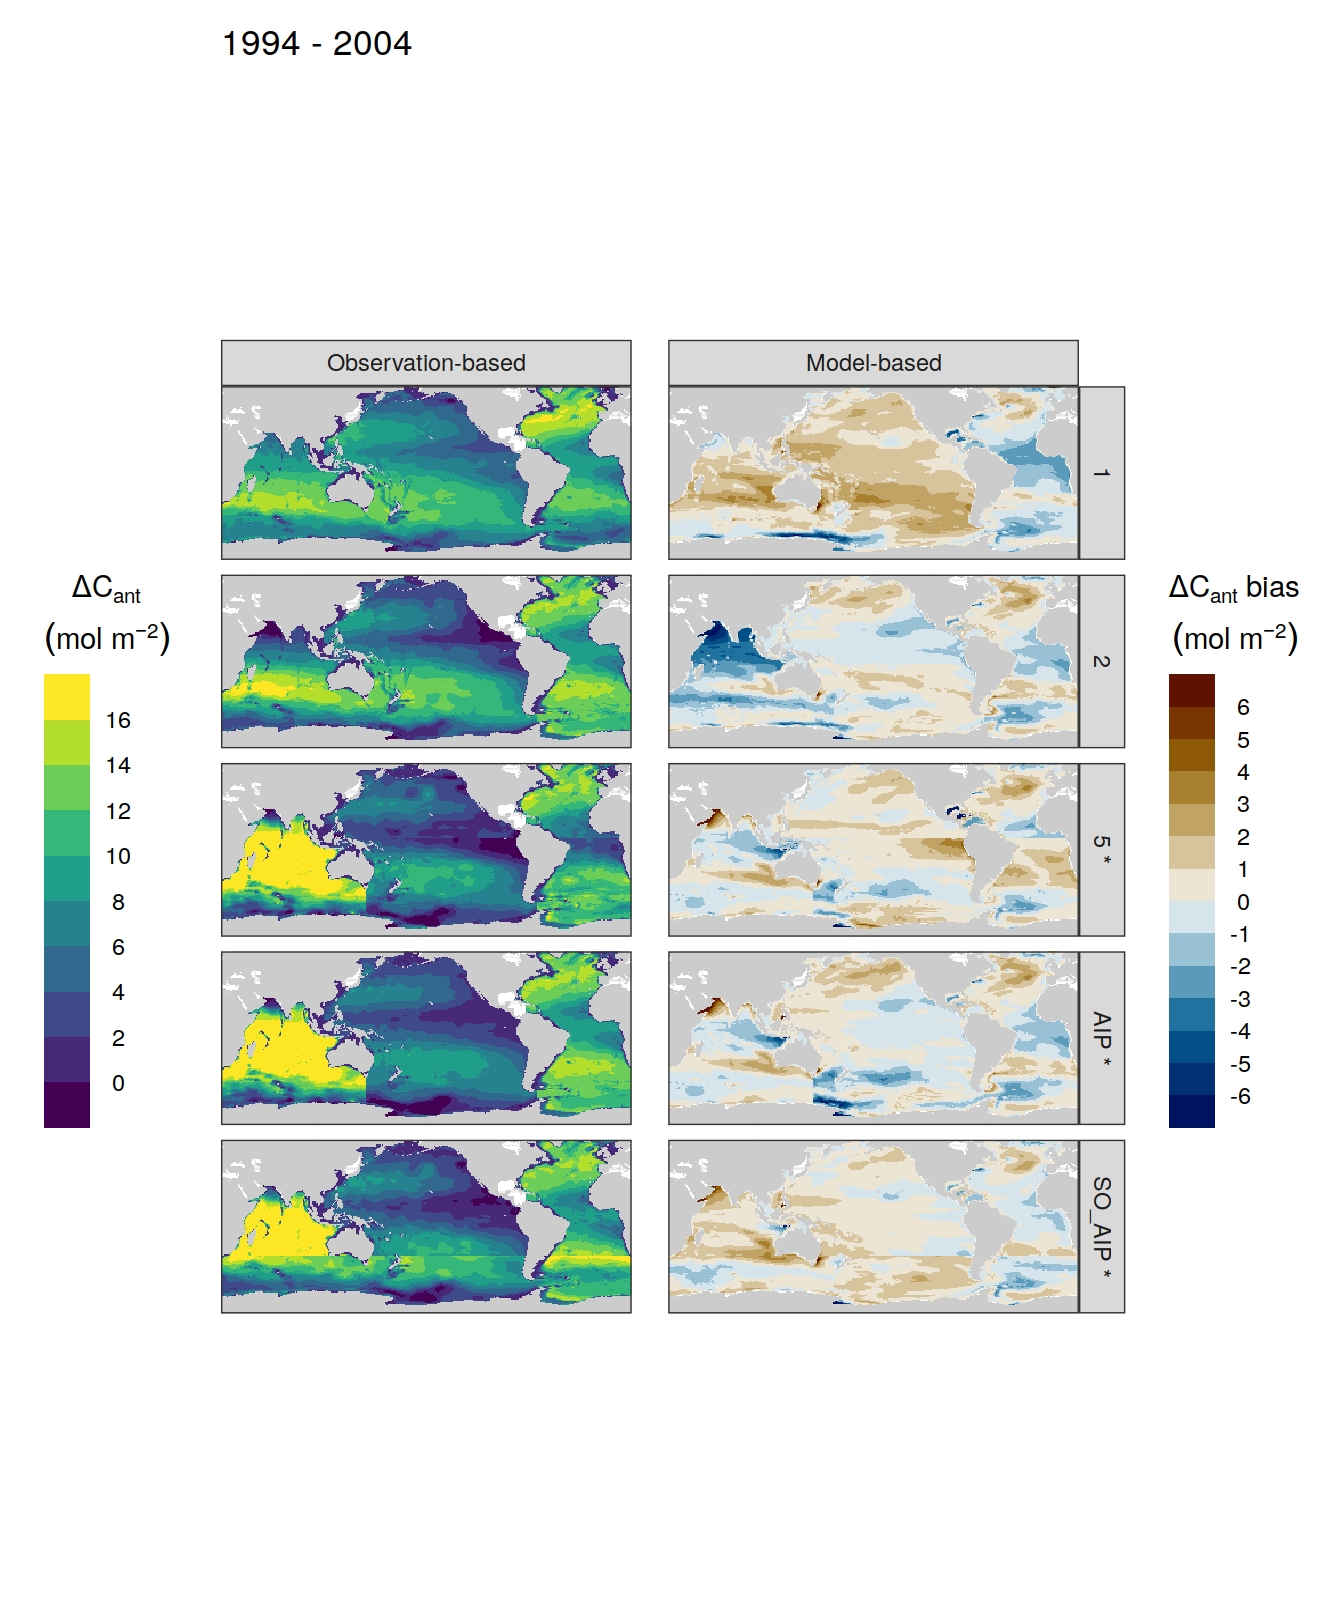 1994 - 2004
Observation-based
Model-based
1
2
5 *
AIP *
SO_AIP *
ΔCant
(mol m−2)
16
14
12
10
8
6
4
2
0
ΔCant bias
(mol m−2)
6
5
4
3
2
1
0
-1
-2
-3
-4
-5
-6